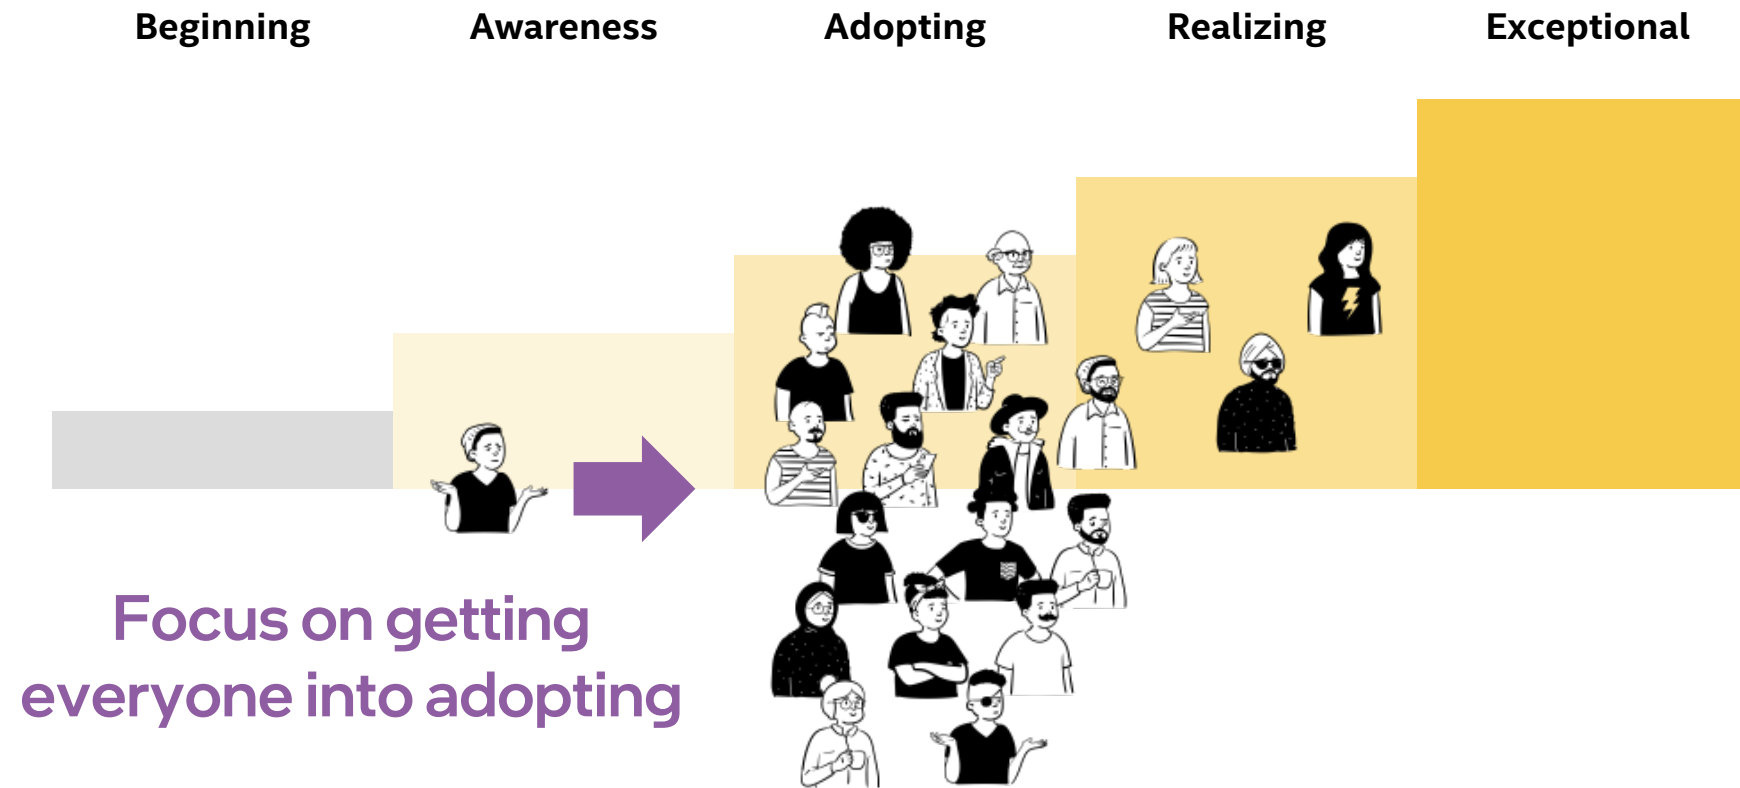 Beginning
Awareness
Adopting
Realizing
Exceptional
Focus on getting
everyone into adopting